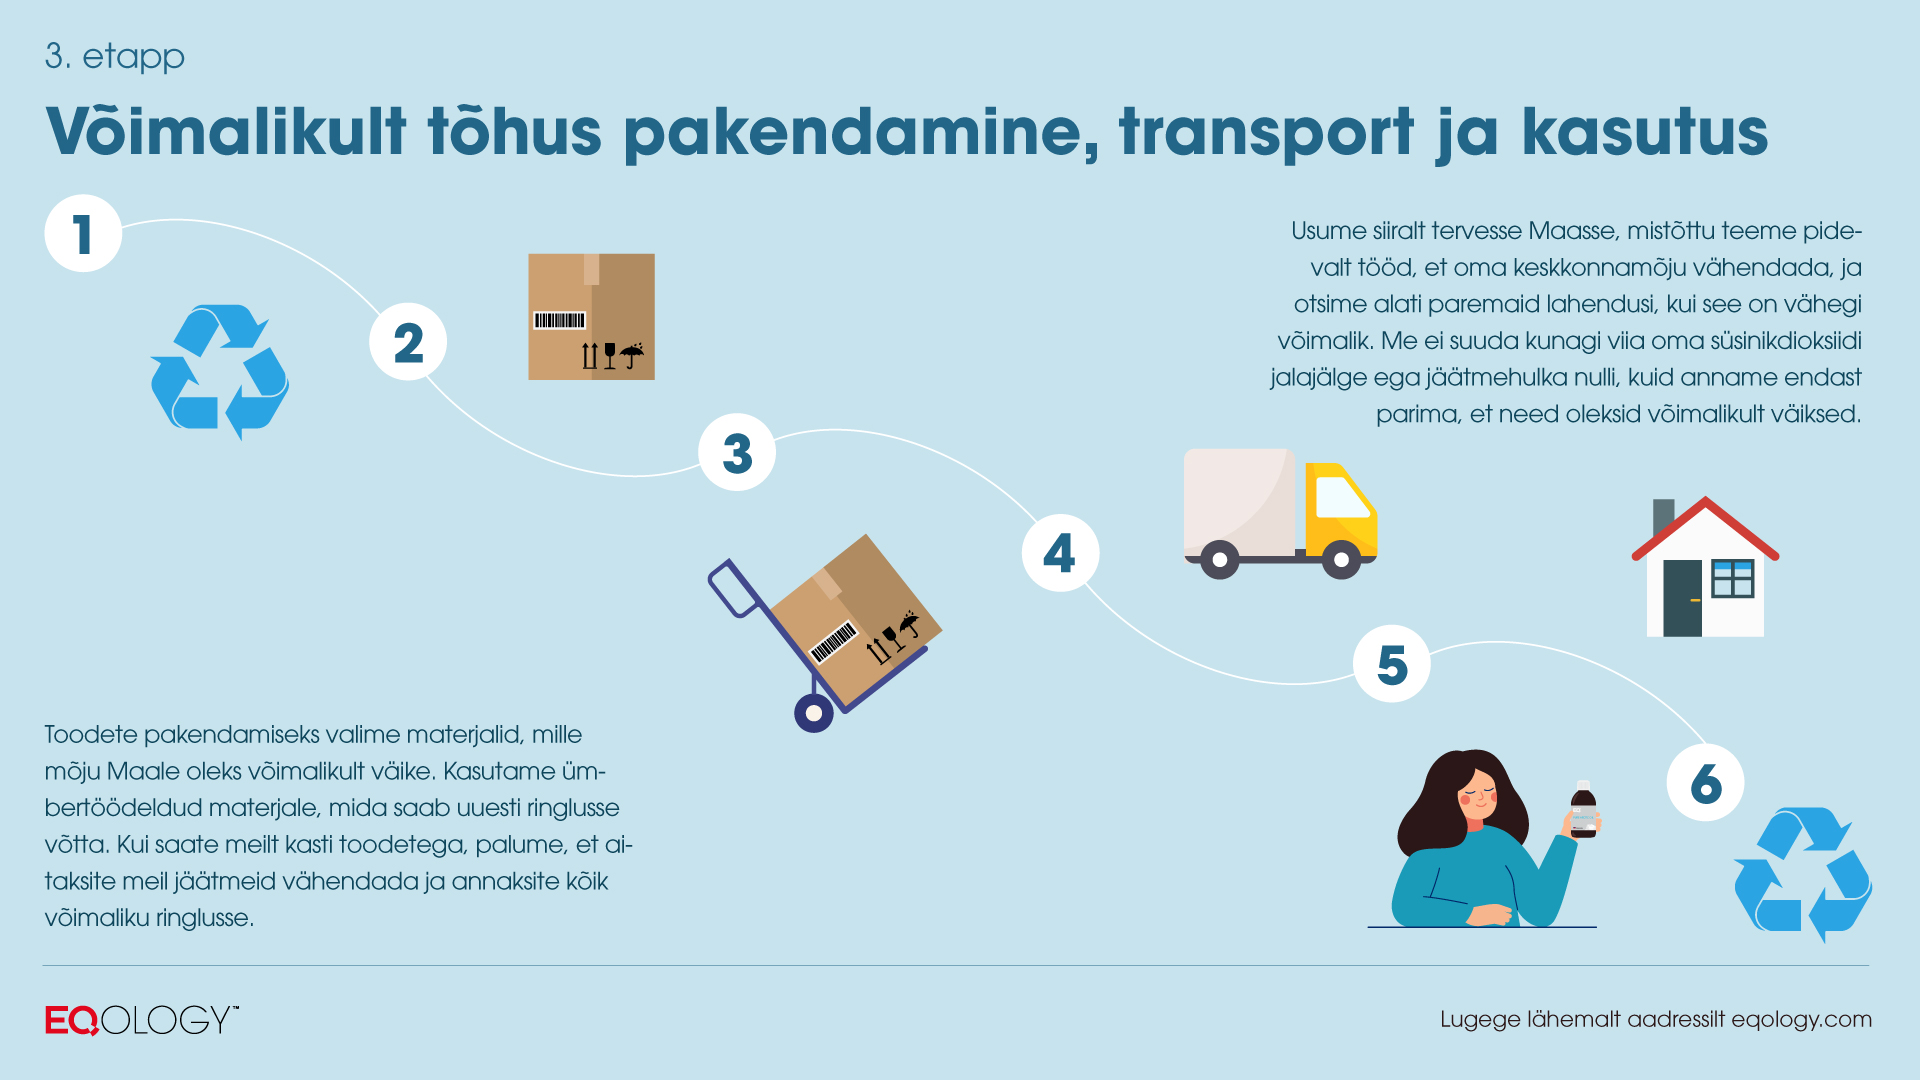 3. etapp
Võimalikult tõhus pakendamine, transport ja kasutus
1
2
3
4
5
6
Usume siiralt tervesse Maasse, mistõttu teeme pide-
valt tööd, et oma keskkonnamõju vähendada, ja
otsime alati paremaid lahendusi, kui see on vähegi
võimalik. Me ei suuda kunagi viia oma süsinikdioksiidi
jalajälge ega jäätmehulka nulli, kuid anname endast
parima, et need oleksid võimalikult väiksed.
Toodete pakendamiseks valime materjalid, mille
mõju Maale oleks võimalikult väike. Kasutame üm-
bertöödeldud materjale, mida saab uuesti ringlusse
võtta. Kui saate meilt kasti toodetega, palume, et ai-
taksite meil jäätmeid vähendada ja annaksite kõik
võimaliku ringlusse.
EQOLOGY™
Lugege lähemalt aadressilt eqology.com